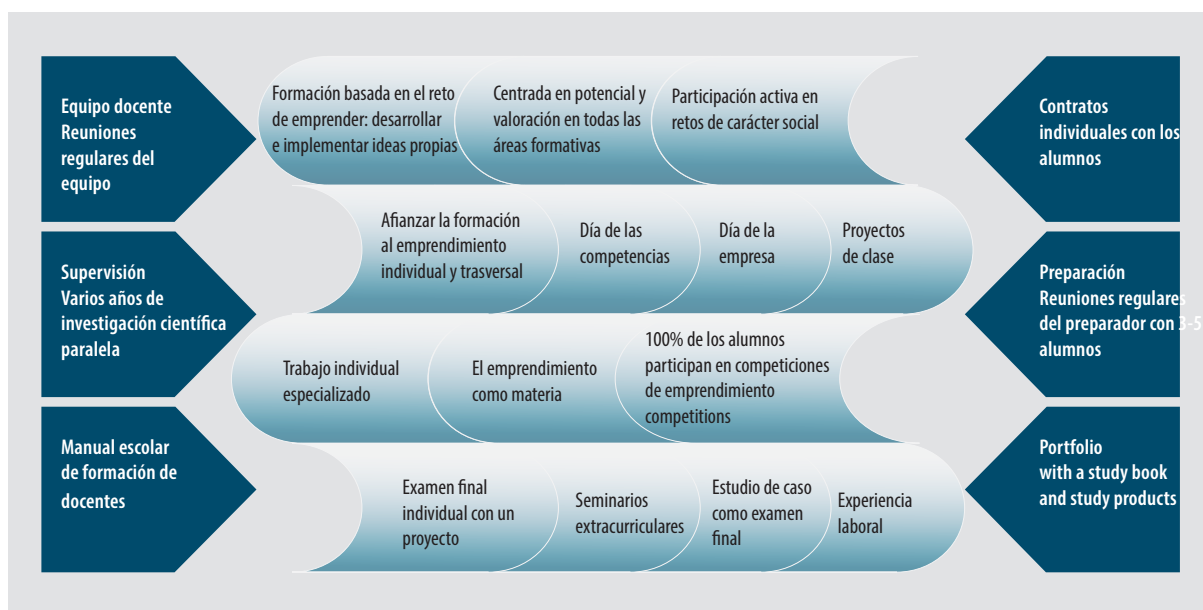 Equipo docente
Reuniones
regulares del
equipo
Supervisión
Varios años de
investigación científica
paralela
Manual escolar
de formación de
docentes
Formación basada en el reto
de emprender: desarrollar
e implementar ideas propias
Centrada en potencial y
valoración en todas las
áreas formativas
Participación activa en
retos de carácter social
Afianzar la formación
al emprendimiento
individual y trasversal
Día de las
competencias
Día de la
empresa
Proyectos
de clase
Trabajo individual
especializado
El emprendimiento
como materia
100% de los alumnos
participan en competiciones
de emprendimiento
competitions
Examen final
individual con un
proyecto
Seminarios
extracurriculares
Estudio de caso
como examen
final
Experiencia
laboral
Contratos
individuales con los
alumnos
Preparación
Reuniones regulares
del preparador con 3-5
alumnos
Portfolio
with a study book
and study products